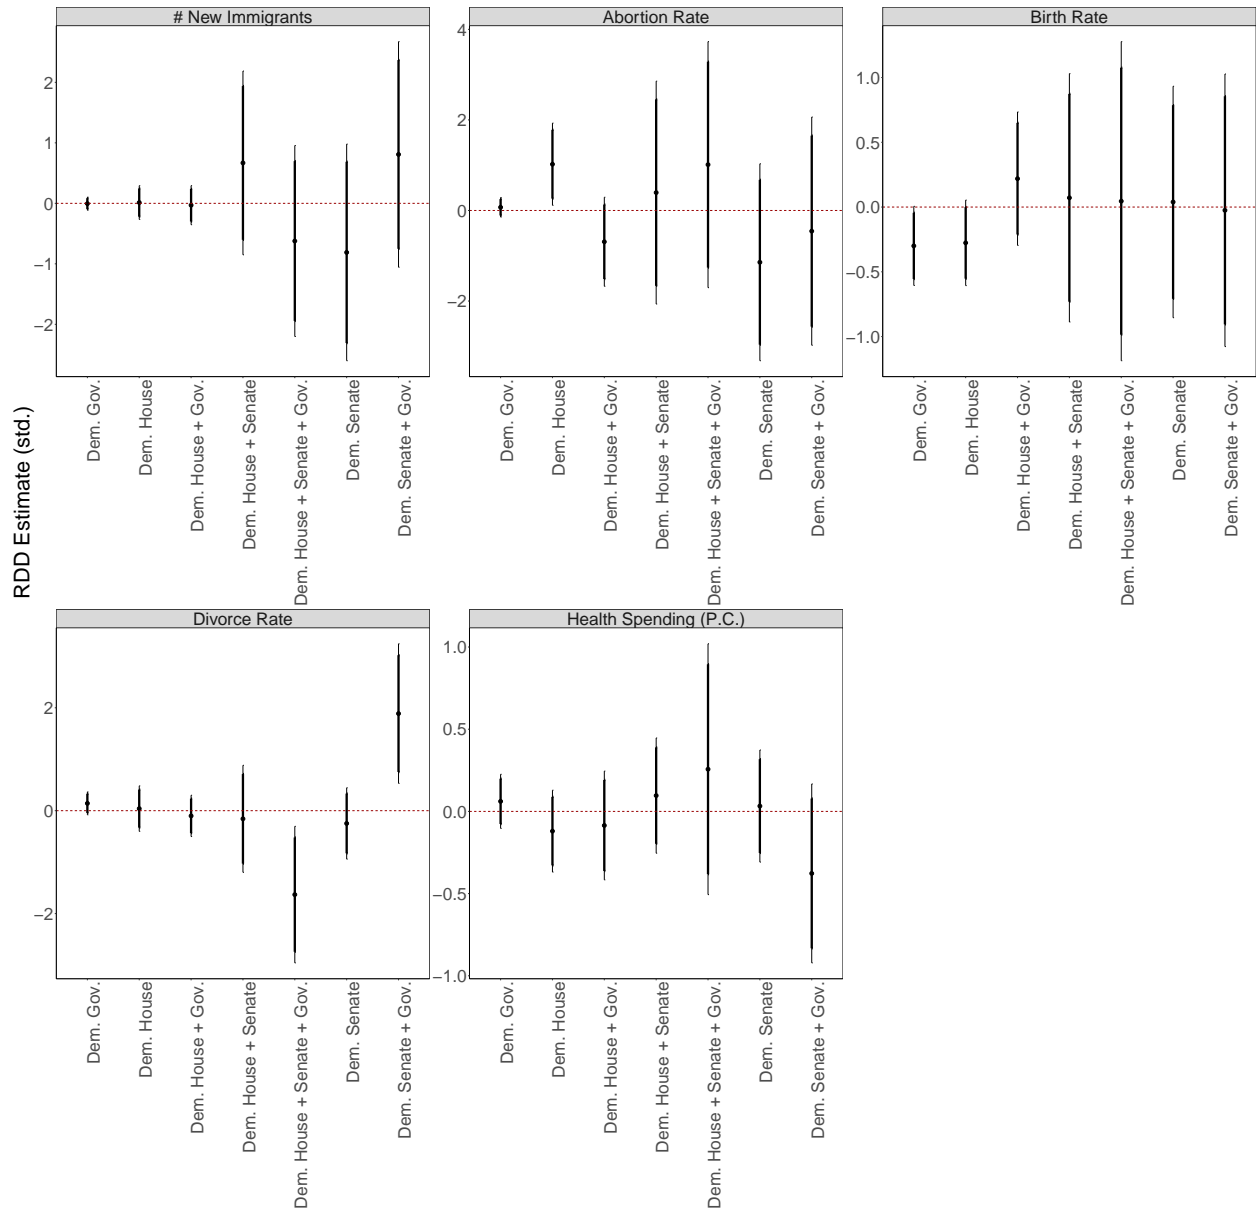 RDD Estimate (std.)
# New Immigrants
2
1
0
−1
−2
Dem. Gov.
Dem. House
Dem. House + Gov.
Dem. House + Senate
Dem. House + Senate + Gov.
Dem. Senate
Dem. Senate + Gov.
Abortion Rate
4
2
0
−2
Dem. Gov.
Dem. House
Dem. House + Gov.
Dem. House + Senate
Dem. House + Senate + Gov.
Dem. Senate
Dem. Senate + Gov.
Birth Rate
1.0
0.5
0.0
−0.5
−1.0
Dem. Gov.
Dem. House
Dem. House + Gov.
Dem. House + Senate
Dem. House + Senate + Gov.
Dem. Senate
Dem. Senate + Gov.
Divorce Rate
2
0
−2
Dem. Gov.
Dem. House
Dem. House + Gov.
Dem. House + Senate
Dem. House + Senate + Gov.
Dem. Senate
Dem. Senate + Gov.
Health Spending (P.C.)
1.0
0.5
0.0
−0.5
−1.0
Dem. Gov.
Dem. House
Dem. House + Gov.
Dem. House + Senate
Dem. House + Senate + Gov.
Dem. Senate
Dem. Senate + Gov.